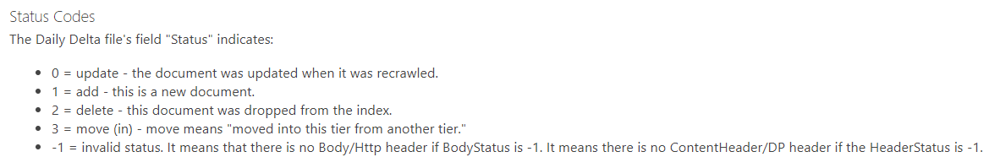 Status Codes
The Daily Delta file's field "Status" indicates:
• 0 = update - the document was updated when it was recrawled.
• 1 = add - this is a new document.
• 2 = delete - this document was dropped from the index.
• 3 = move (in) - move means "moved into this tier from another tier."
• -1 = invalid status. It means that there is no Body/Http header if BodyStatus is -1. It means there is no ContentHeader/DP header if the HeaderStatus is -1.